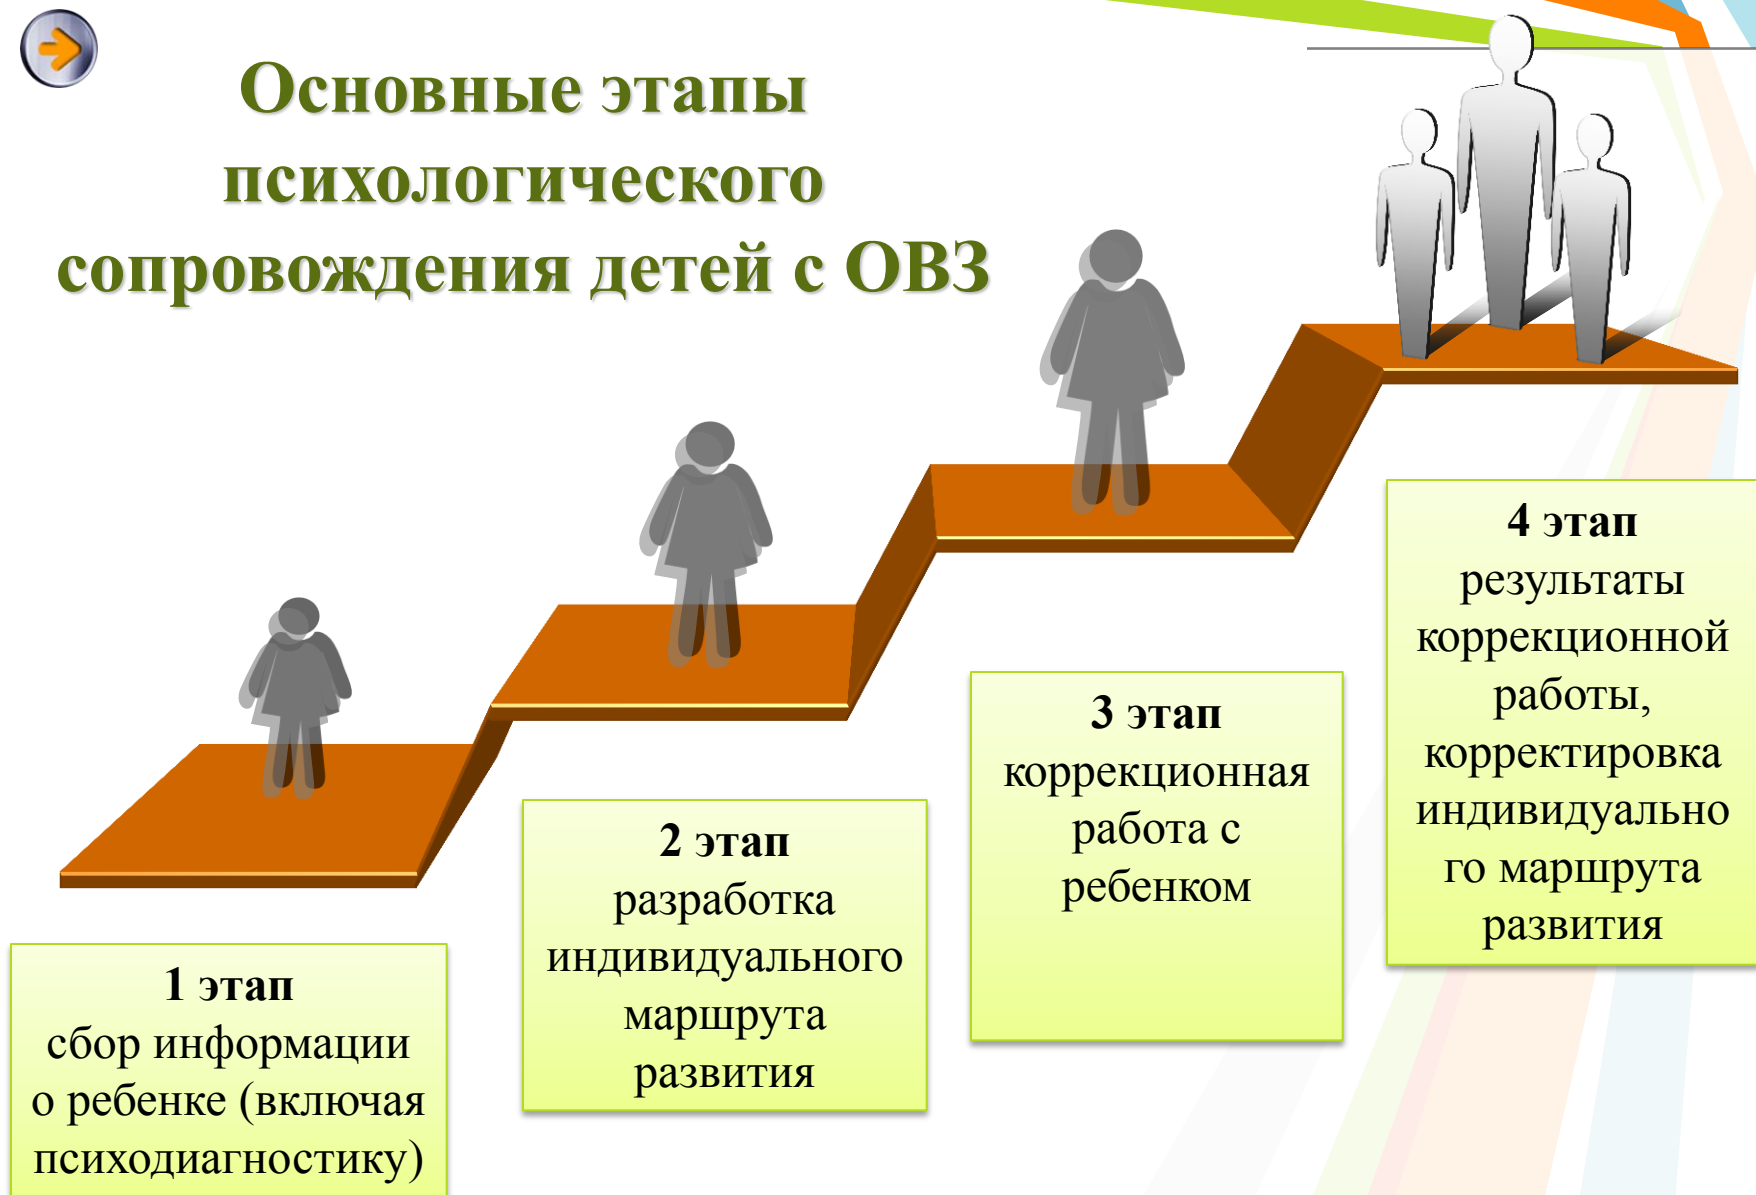 Основные этапы
психологического
сопровождения детей с ОВЗ
1 этап
сбор информации
о ребенке (включая
психодиагностику)
2 этап
разработка
индивидуального
маршрута
развития
3 этап
коррекционная
работа с
ребенком
4 этап
результаты
коррекционной
работы,
корректировка
индивидуально
го маршрута
развития